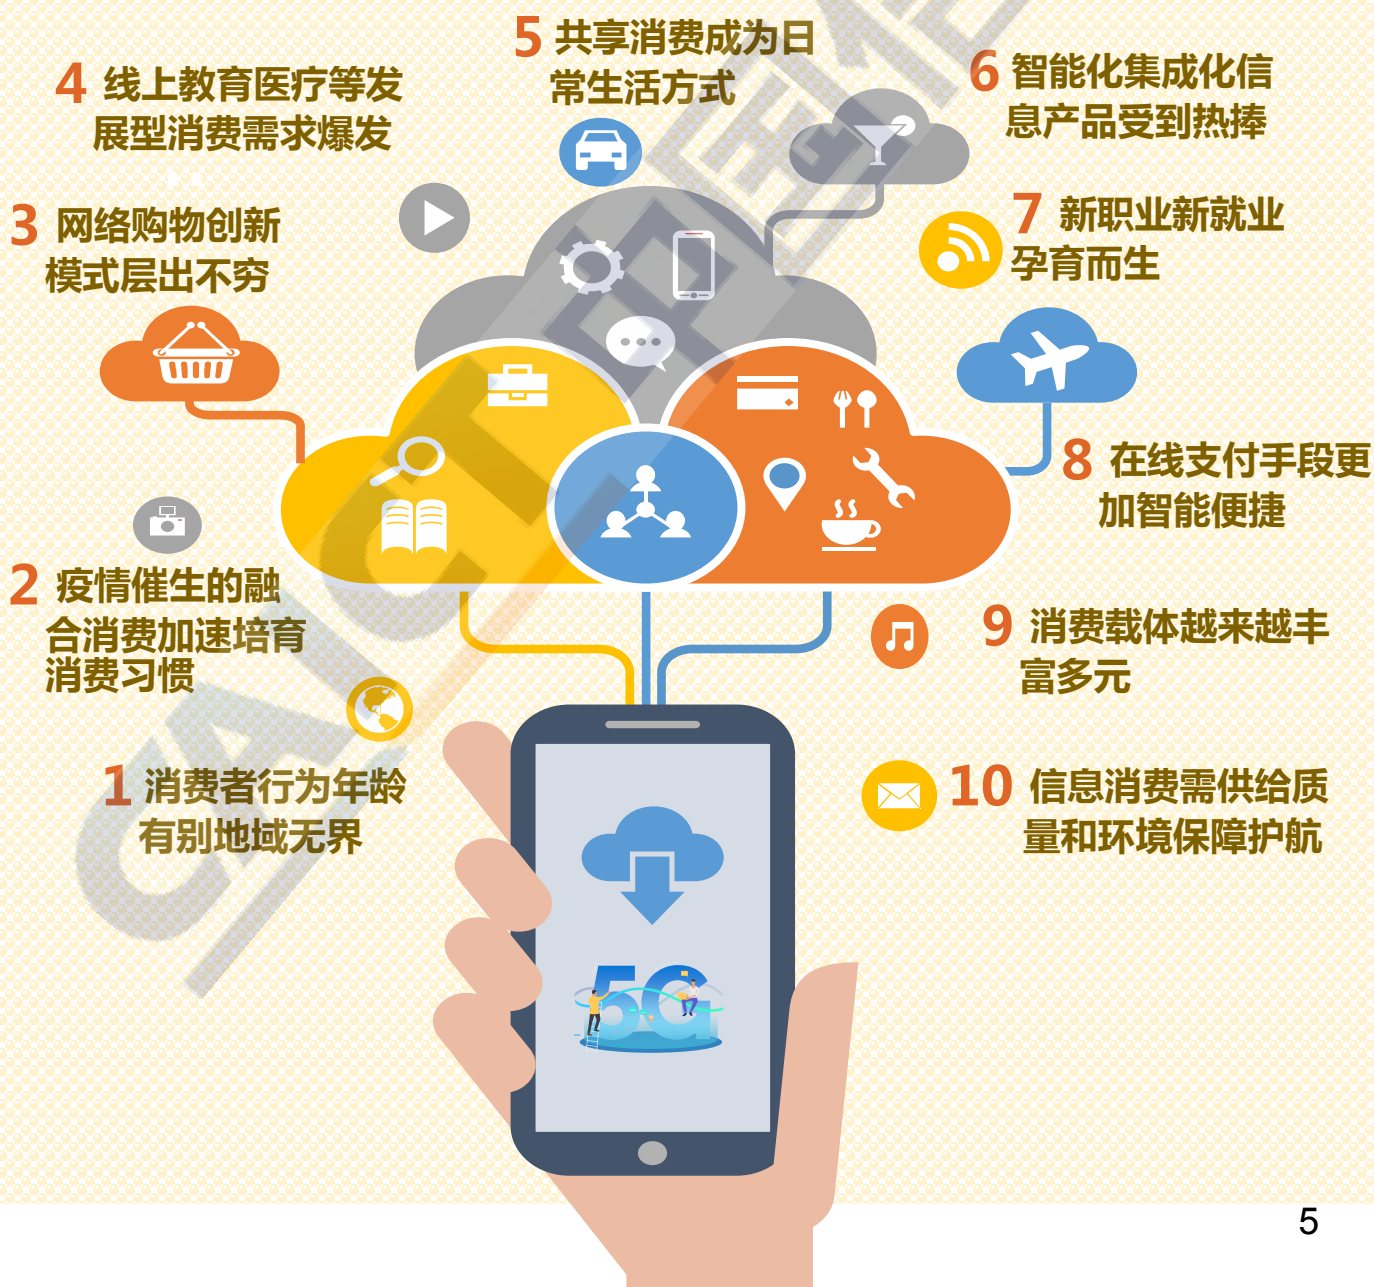 1 消费者行为年龄
有别地域无界
2 疫情催生的融
合消费加速培育
消费习惯
3 网络购物创新
模式层出不穷
4 线上教育医疗等发
展型消费需求爆发
5 共享消费成为日
常生活方式
6 智能化集成化信
息产品受到热捧
7 新职业新就业
孕育而生
8 在线支付手段更
加智能便捷
9 消费载体越来越丰
富多元
10 信息消费需供给质
量和环境保障护航
5G
5